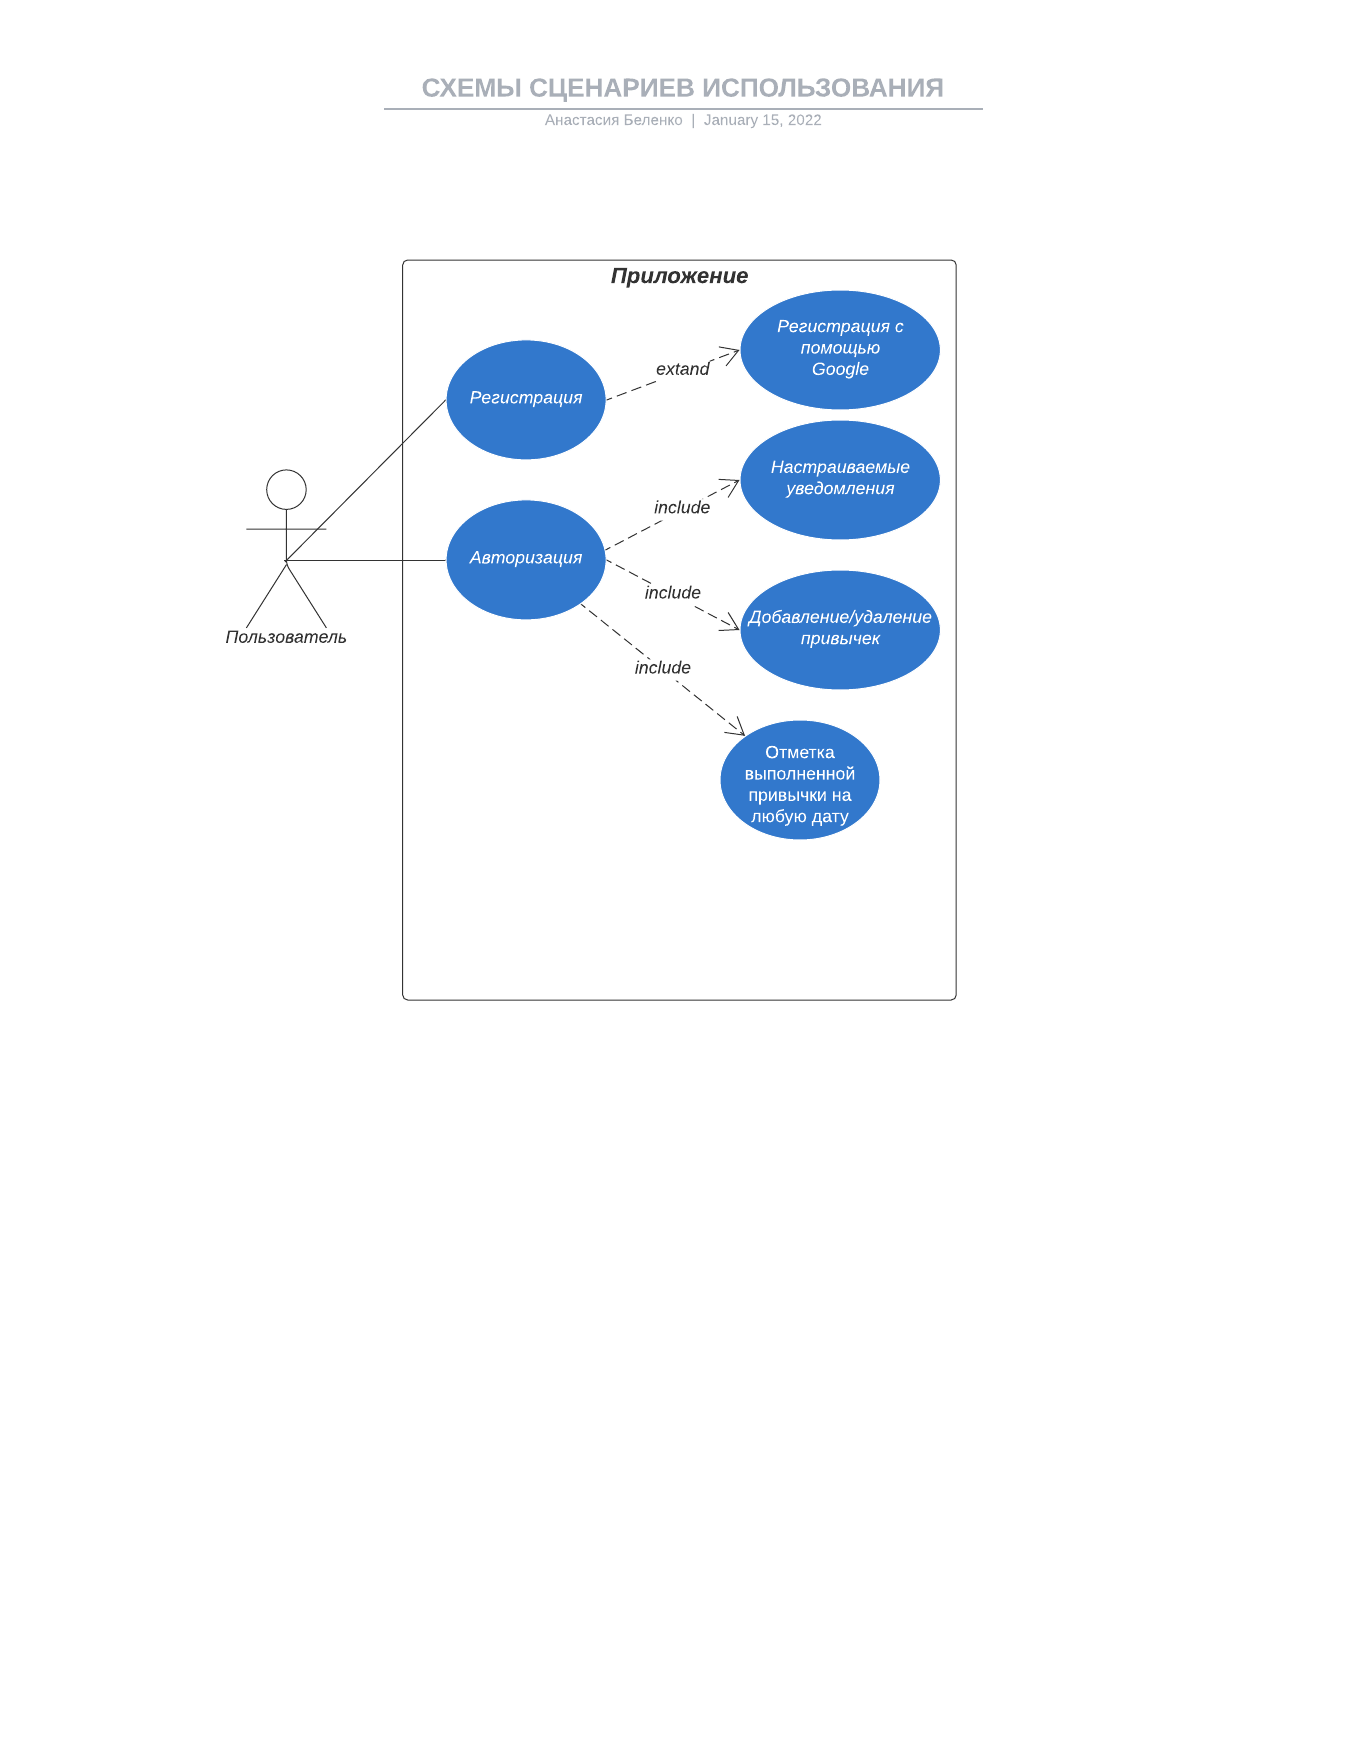 СХЕМЫ СЦЕНАРИЕВ ИСПОЛЬЗОВАНИЯ
Анастасия Беленко | January 15, 2022
Приложение
Регистрация с
помощью
Google
extand
Регистрация
Настраиваемые
уведомления
include
Авторизация
include
Добавление/удаление
привычек
Пользователь
include
Отметка
выполненной
привычки на
любую дату